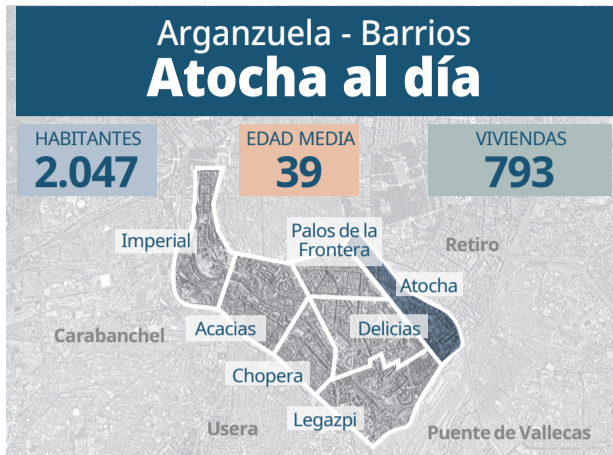 Arganzuela - Barrios
Atocha al día
HABITANTES
2.047
EDAD MEDIA
39
VIVIENDAS
793
Imperial
Palos de la
Frontera
Retiro
Atocha
Acacias
Delicias
Carabanchel
Chopera
Legazpi
Usera
Puente de Vallecas